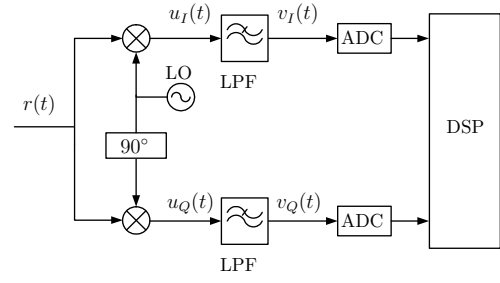 u_I(t)
v_I(t)
ADC
LO
LPF
r(t)
DSP
90°
u_Q(t)
v_Q(t)
ADC
LPF